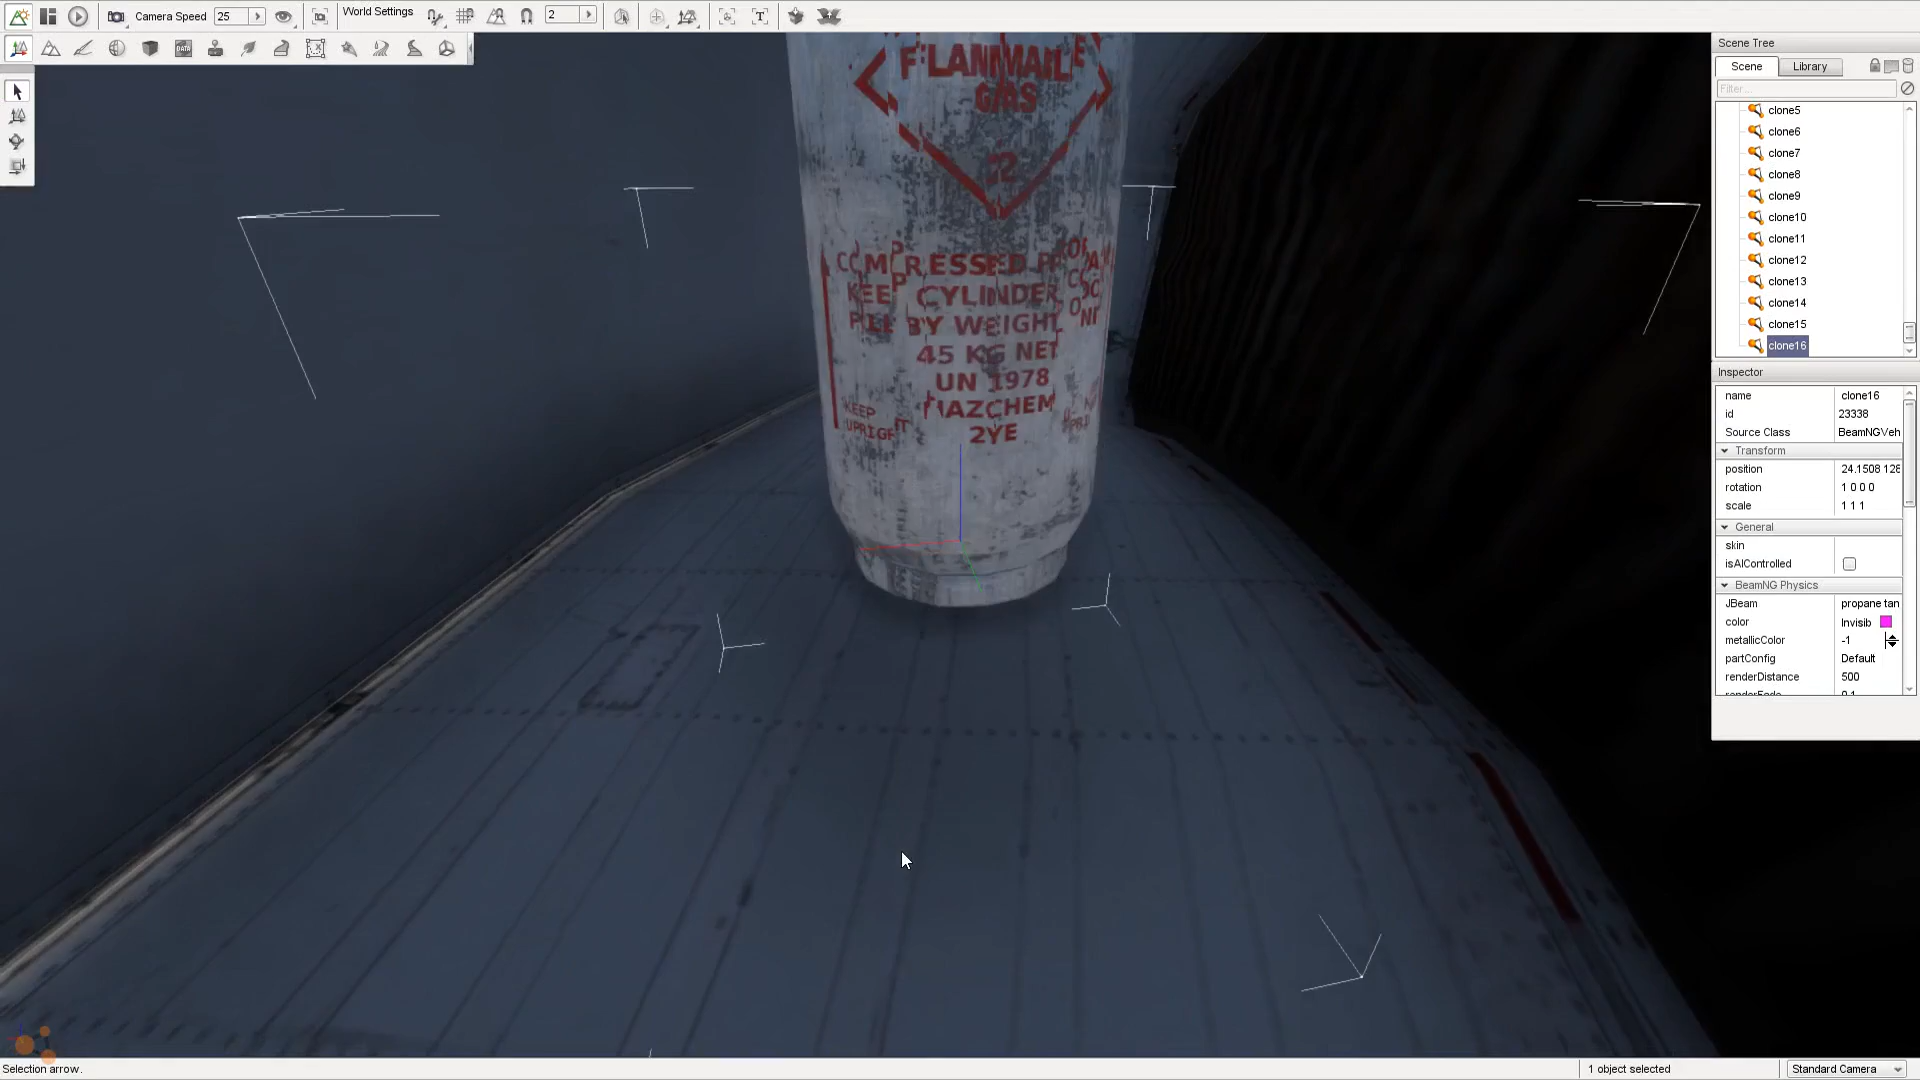 Camera Speed 25 World Settings 2
Scene Tree
Scene Library
Filter...
clone5
clone6
clone7
clone8
clone9
clone10
clone11
clone12
clone13
clone14
clone15
clone16
Inspector
name clone16
id 23338
Source Class BeamNGVeh
Transform
position 24.1508 128
rotation 1 0 0 0
scale 1 1 1
General
skin
isAIControlled
BeamNG Physics
JBeam propane tan
color Invisib
metallicColor -1
partConfig Default
renderDistance 500
GAS
COMPRESSED
KEEP CYLINDER
BY WEIGHT
45 KG NET
UN 1978
HAZCHEM
2YE
KEEP
UPRIGHT
Selection arrow.
1 object selected
Standard Camera